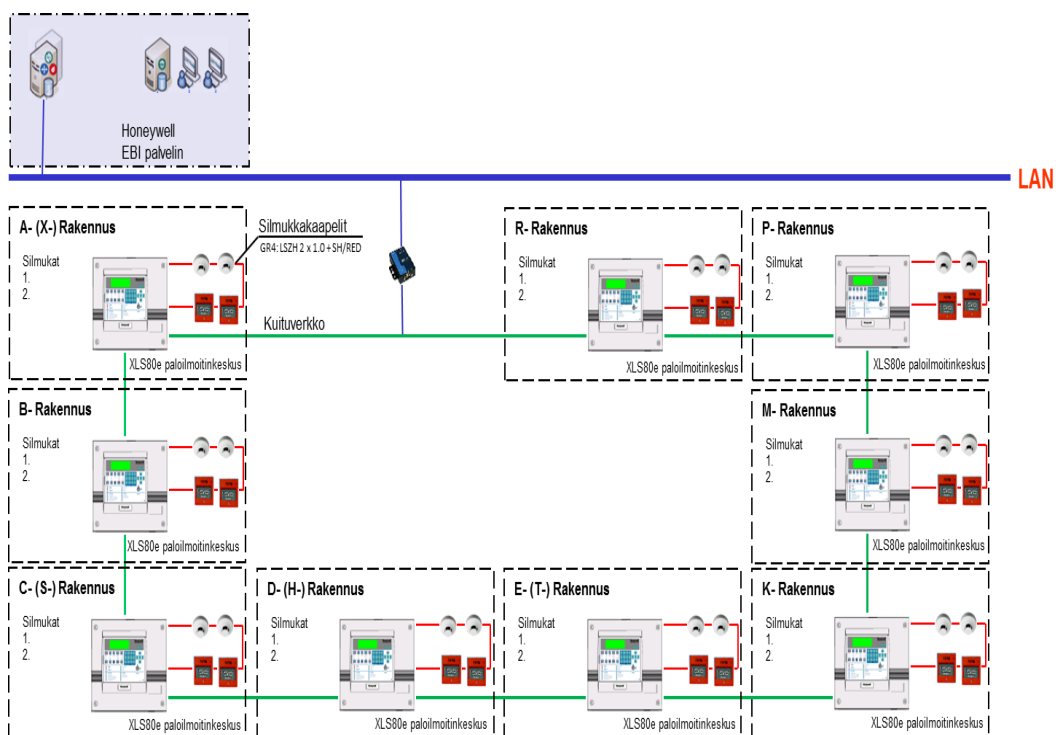 Honeywell
EBI palvelin
LAN
A- (X-) Rakennus
Silmukat
1.
2.
Silmukkakaapelit
GR4: LSZH 2 x 1.0 + SH/RED
Kuituverkko
XLS80e paloilmoitinkeskus
R- Rakennus
Silmukat
1.
2.
XLS80e paloilmoitinkeskus
P- Rakennus
Silmukat
1.
2.
XLS80e paloilmoitinkeskus
B- Rakennus
Silmukat
1.
2.
XLS80e paloilmoitinkeskus
M- Rakennus
Silmukat
1.
2.
XLS80e paloilmoitinkeskus
C- (S-) Rakennus
Silmukat
1.
2.
XLS80e paloilmoitinkeskus
D- (H-) Rakennus
Silmukat
1.
2.
XLS80e paloilmoitinkeskus
E- (T-) Rakennus
Silmukat
1.
2.
XLS80e paloilmoitinkeskus
K- Rakennus
Silmukat
1.
2.
XLS80e paloilmoitinkeskus